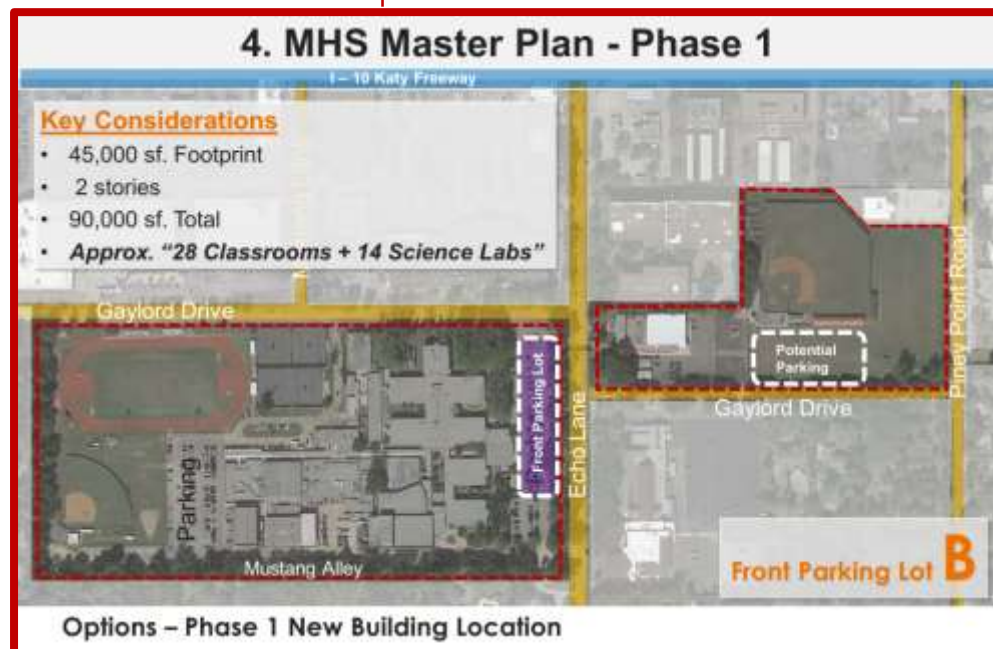 4. MHS Master Plan - Phase 1
I – 10 Katy Freeway
Key Considerations
• 45,000 sf. Footprint
• 2 stories
• 90,000 sf. Total
• Approx. “28 Classrooms + 14 Science Labs”
Gaylord Drive
Piney Point Road
Potential
Parking
Front Parking Lot
Echo Lane
Gaylord Drive
Parking
Mustang Alley
Front Parking Lot B
Options – Phase 1 New Building Location